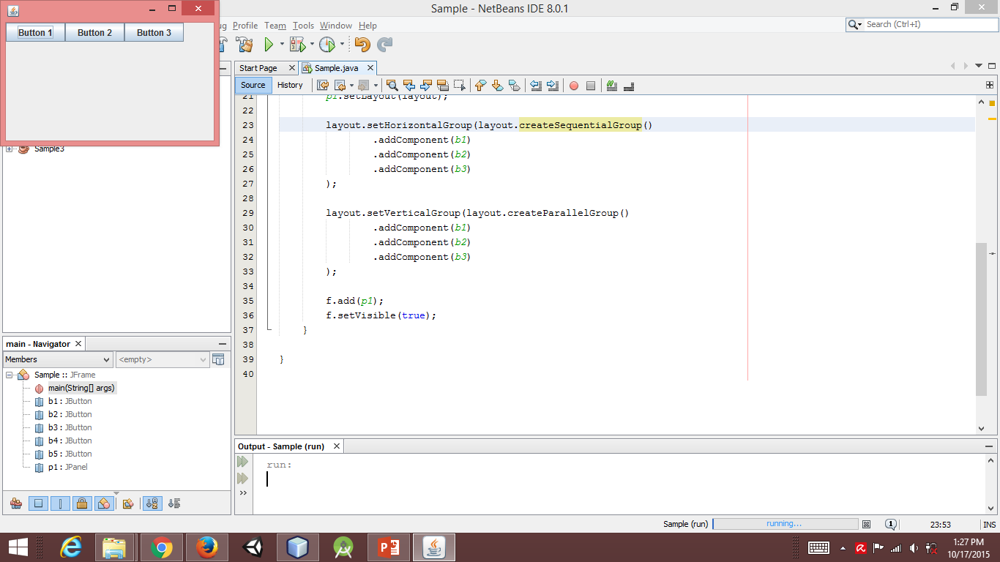 Sample - NetBeans IDE 8.0.1
Button 1 Button 2 Button 3
Profile Team Tools Window Help
Search (Ctrl+I)
Start Page
Sample.java
Source History
21 p1.setLayout(layout);
22
23 layout.setHorizontalGroup(layout.createSequentialGroup()
24 .addComponent(b1)
25 .addComponent(b2)
26 .addComponent(b3)
27 );
28
29 layout.setVerticalGroup(layout.createParallelGroup()
30 .addComponent(b1)
31 .addComponent(b2)
32 .addComponent(b3)
33 );
34
35 f.add(p1);
36 f.setVisible(true);
37 }
38
39 }
40
Sample3
main - Navigator
Members
<empty>
Sample :: JFrame
main(String[] args)
b1 : JButton
b2 : JButton
b3 : JButton
b4 : JButton
b5 : JButton
p1 : JPanel
Output - Sample (run)
run:
Sample (run) running... 1 23:53 INS
1:27 PM
10/17/2015